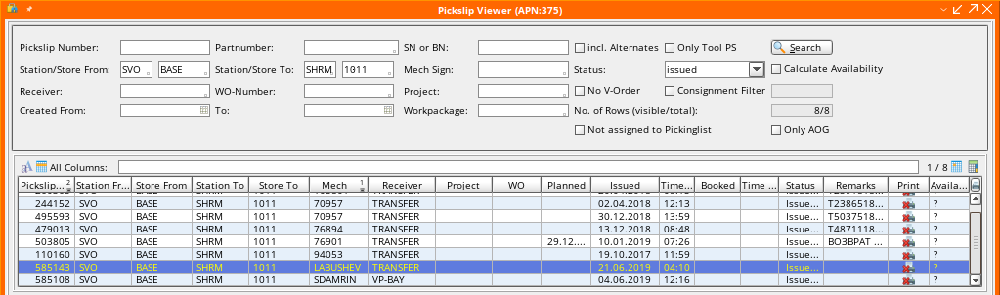 Pickslip Viewer (APN:375)
Pickslip Number: Partnumber: SN or BN: incl. Alternates Only Tool PS Search
Station/Store From: SVO BASE Station/Store To: SHRM 1011 Mech Sign: Status: issued Calculate Availability
Receiver: WO-Number: Project: No V-Order Consignment Filter
Created From: To: Workpackage: No. of Rows (visible/total): 8/8
Not assigned to Pickinglist Only AOG
All Columns: 1 / 8
Pickslip... 2 Station Fr... Store From Station To Store To Mech 1 Receiver Project WO Planned Issued Time... Booked Time ... Status Remarks Print Availa...
244152 SVO BASE SHRM 1011 70957 TRANSFER 02.04.2018 12:13 Issue... T2386518... ?
495593 SVO BASE SHRM 1011 70957 TRANSFER 30.12.2018 13:59 Issue... T5037518... ?
479013 SVO BASE SHRM 1011 76894 TRANSFER 13.12.2018 08:48 Issue... T4871118... ?
503805 SVO BASE SHRM 1011 76901 TRANSFER 29.12.... 10.01.2019 07:26 Issue... ВОЗВРАТ ... ?
110160 SVO BASE SHRM 1011 94053 TRANSFER 19.10.2017 11:59 Issue... ?
585143 SVO BASE SHRM 1011 LABUSHEV TRANSFER 21.06.2019 04:10 Issue... ?
585108 SVO BASE SHRM 1011 SDAMRIN VP-BAY 04.06.2019 12:16 Issue... ?